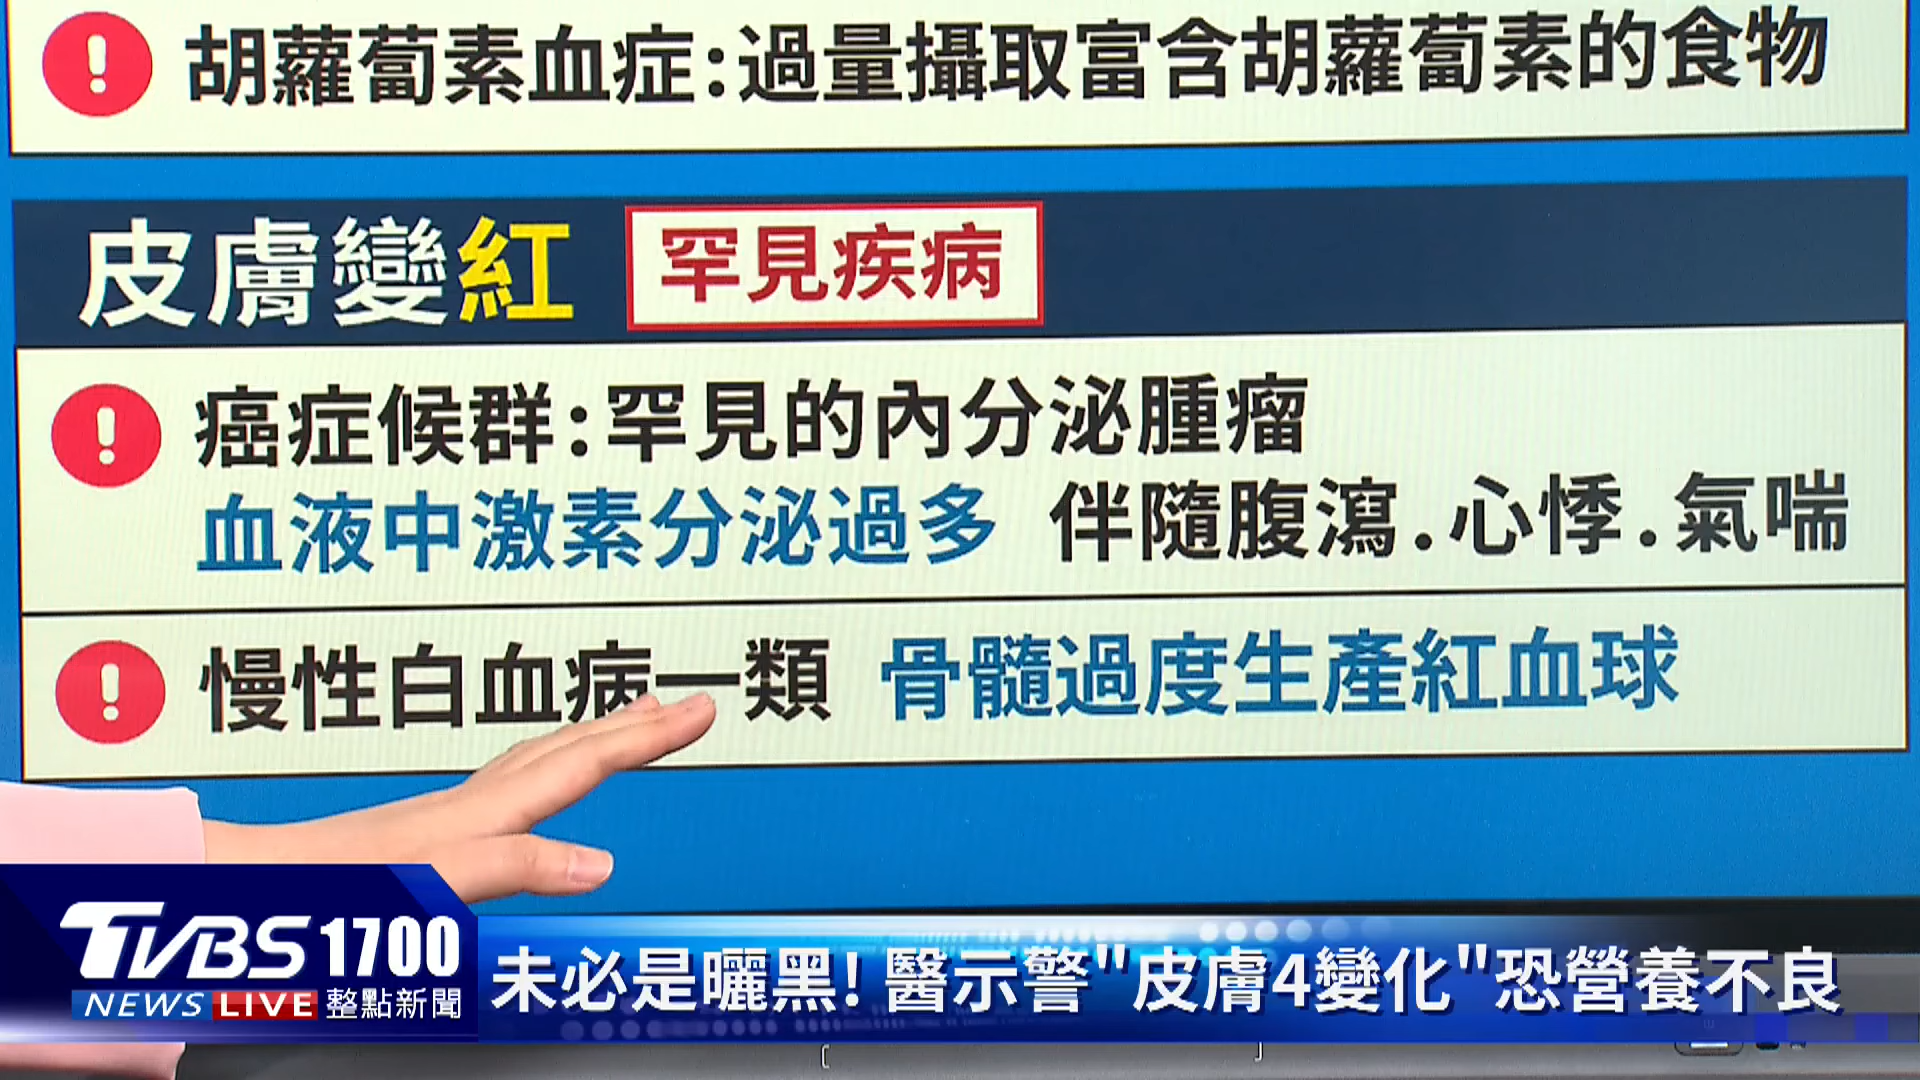 胡蘿蔔素血症:過量攝取富含胡蘿蔔素的食物
皮膚變紅 罕見疾病
癌症候群:罕見的內分泌腫瘤
血液中激素分泌過多 伴隨腹瀉.心悸.氣喘
慢性白血病一類 骨髓過度生產紅血球
TVBS 1700
NEWS LIVE 整點新聞
未必是曬黑! 醫示警"皮膚4變化"恐營養不良